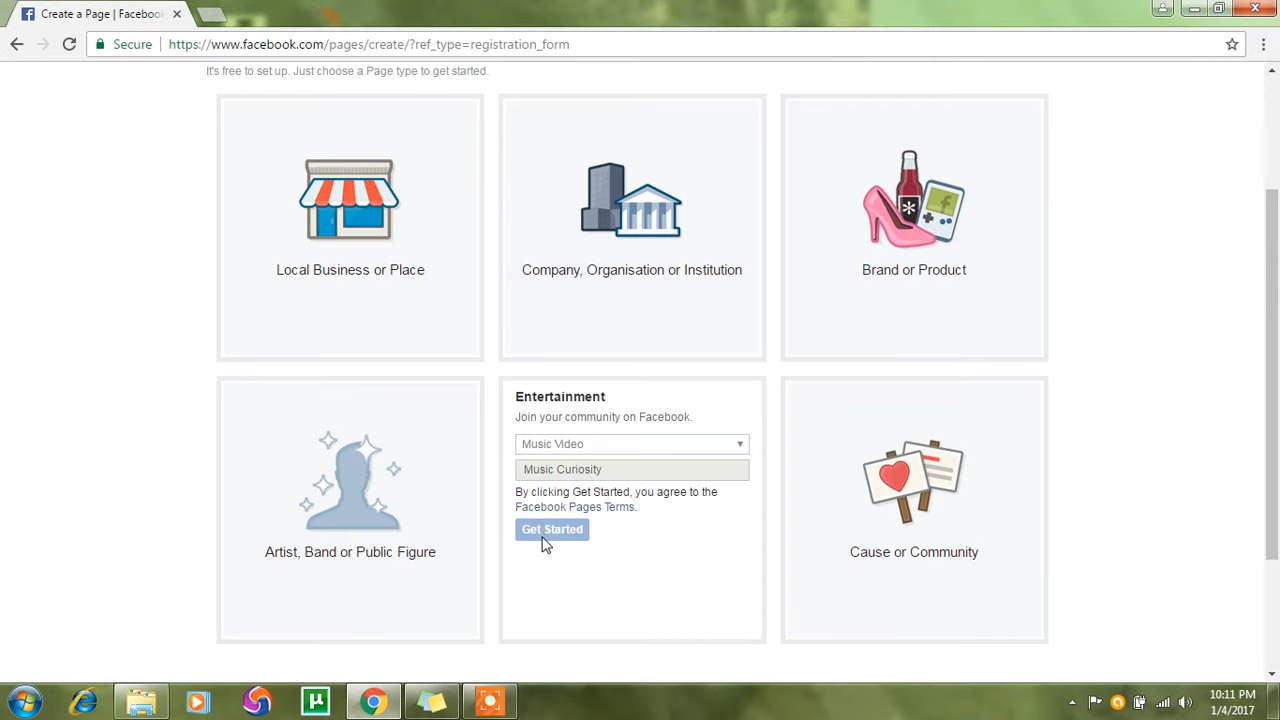 Create a Page | Facebook
Secure https://www.facebook.com/pages/create/?ref_type=registration_form
It's free to set up. Just choose a Page type to get started.
Local Business or Place
Company, Organisation or Institution
Brand or Product
Artist, Band or Public Figure
Entertainment
Join your community on Facebook.
Music Video
Music Curiosity
By clicking Get Started, you agree to the
Facebook Pages Terms.
Get Started
Cause or Community
10:11 PM
1/4/2017